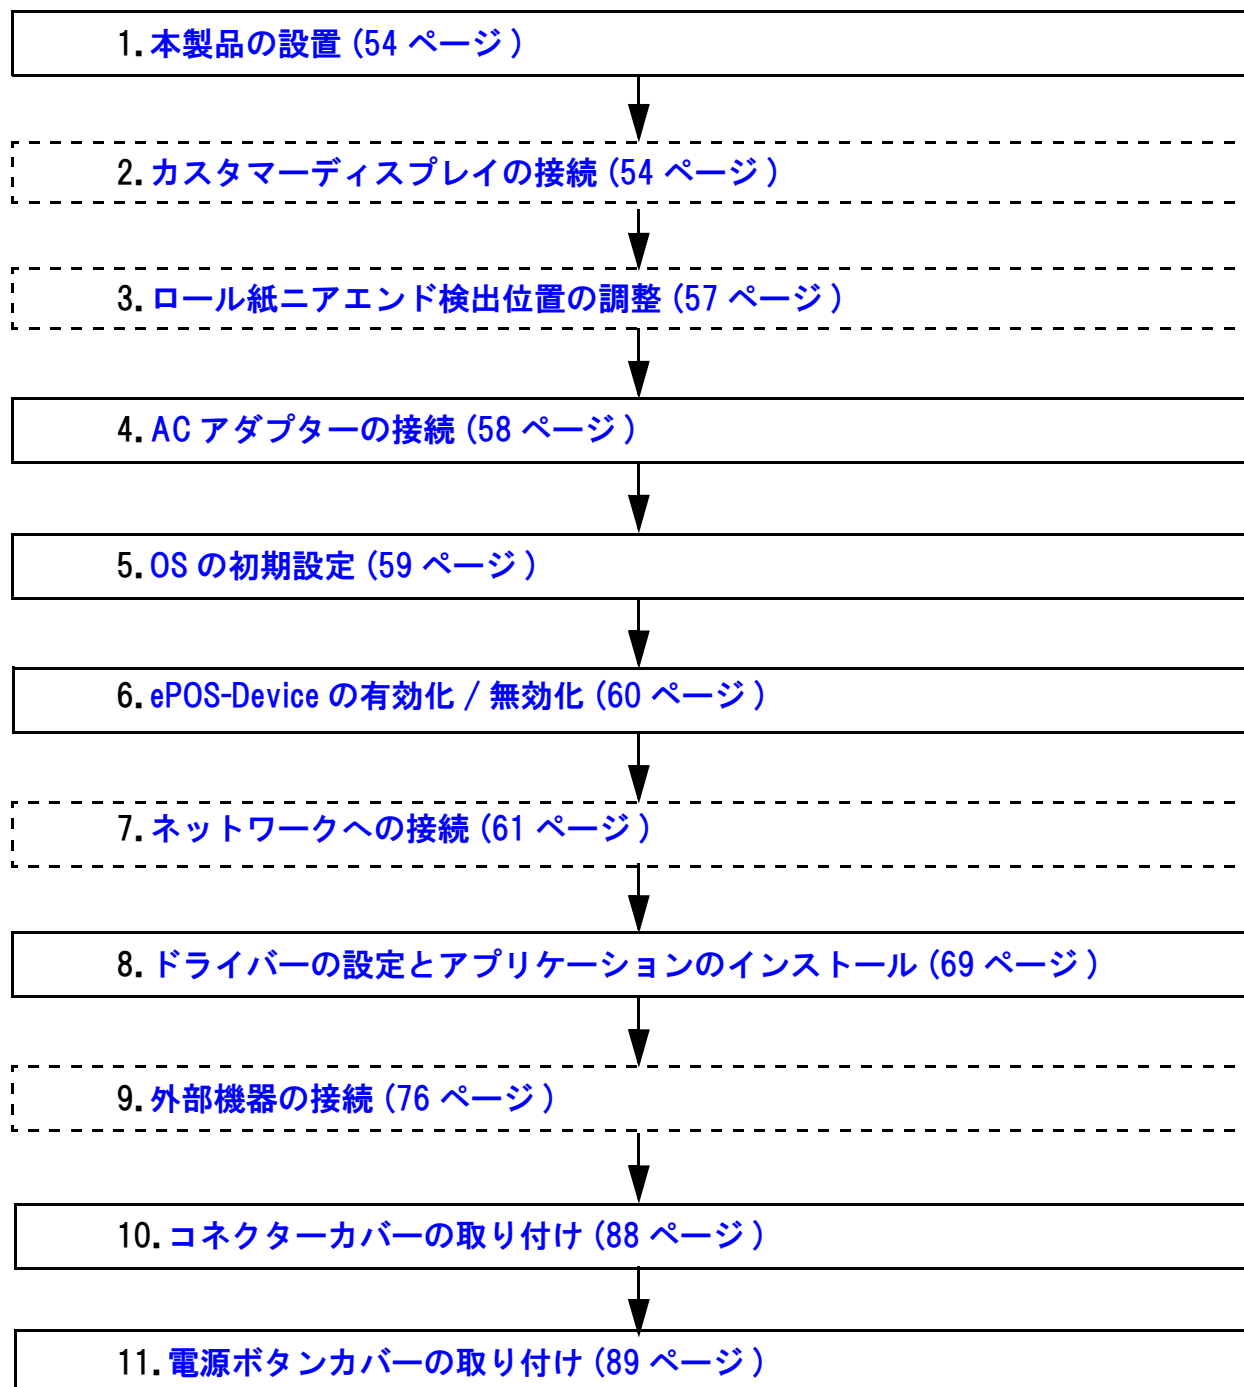 1. 本製品の設置 (54 ページ )
2. カスタマーディスプレイの接続 (54 ページ )
3. ロール紙ニアエンド検出位置の調整 (57 ページ )
4. AC アダプターの接続 (58 ページ )
5. OS の初期設定 (59 ページ )
6. ePOS-Device の有効化 / 無効化 (60 ページ )
7. ネットワークへの接続 (61 ページ )
8. ドライバーの設定とアプリケーションのインストール (69 ページ )
9. 外部機器の接続 (76 ページ )
10. コネクターカバーの取り付け (88 ページ )
11. 電源ボタンカバーの取り付け (89 ページ )